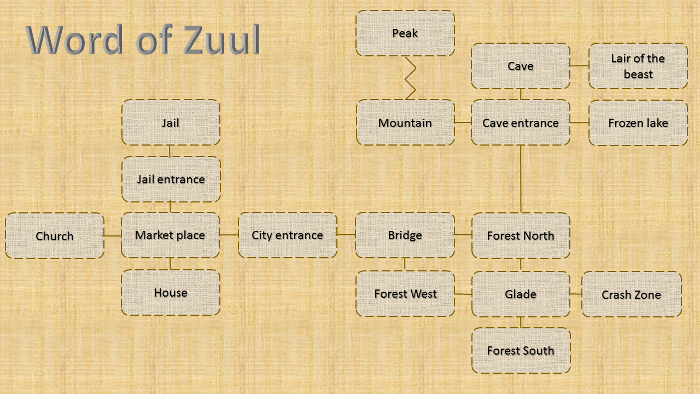 Word of Zuul
Peak
Cave
Lair of the
beast
Jail
Mountain
Cave entrance
Frozen lake
Jail entrance
Church
Market place
City entrance
Bridge
Forest North
House
Forest West
Glade
Crash Zone
Forest South